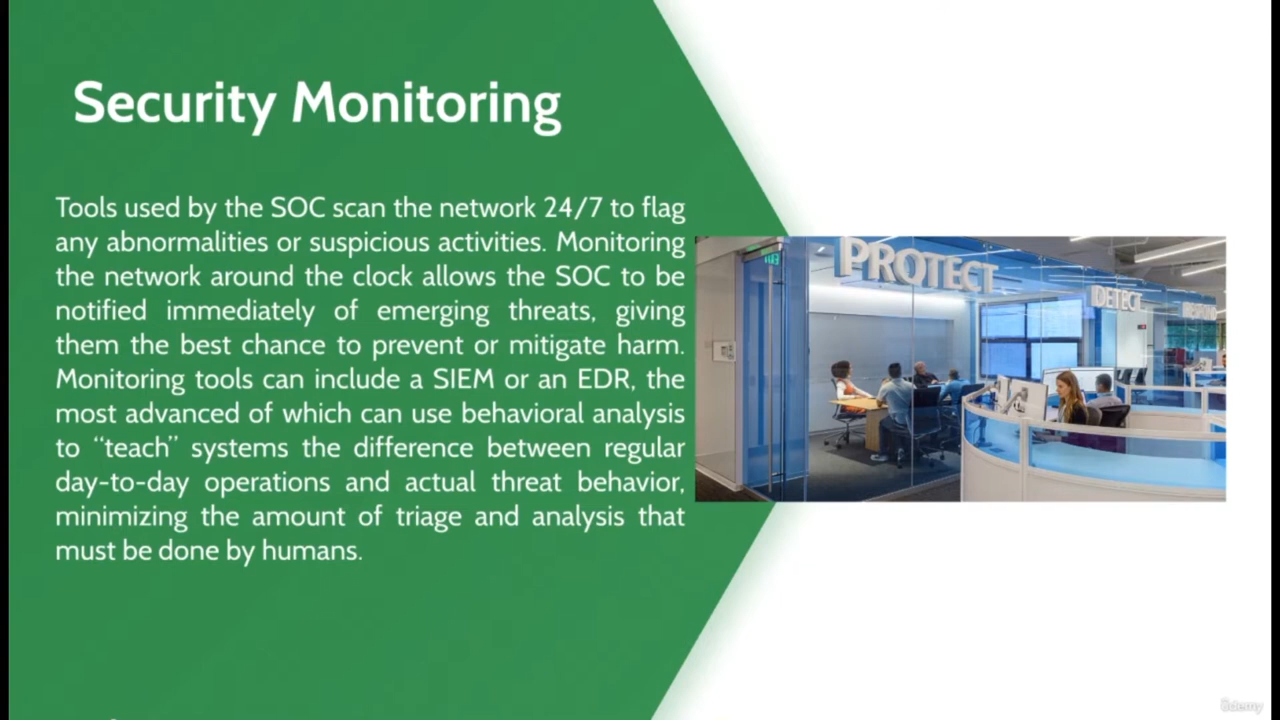 Security Monitoring
Tools used by the SOC scan the network 24/7 to flag
any abnormalities or suspicious activities. Monitoring
the network around the clock allows the SOC to be
notified immediately of emerging threats, giving
them the best chance to prevent or mitigate harm.
Monitoring tools can include a SIEM or an EDR, the
most advanced of which can use behavioral analysis
to “teach” systems the difference between regular
day-to-day operations and actual threat behavior,
minimizing the amount of triage and analysis that
must be done by humans.
PROTECT
DETECT
ûdemy